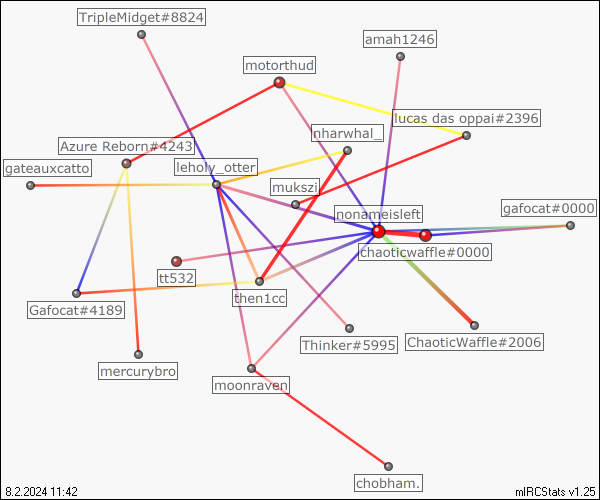 TripleMidget#8824
amah1246
motorthud
lucas das oppai#2396
nharwhal_
Azure Reborn#4243
gateauxcatto
leholy_otter
mukszi
nonameisleft
gafocat#0000
chaoticwaffle#0000
tt532
then1cc
Gafocat#4189
Thinker#5995
ChaoticWaffle#2006
mercurybro
moonraven
chobham.
8.2.2024 11:42
mIRCStats v1.25